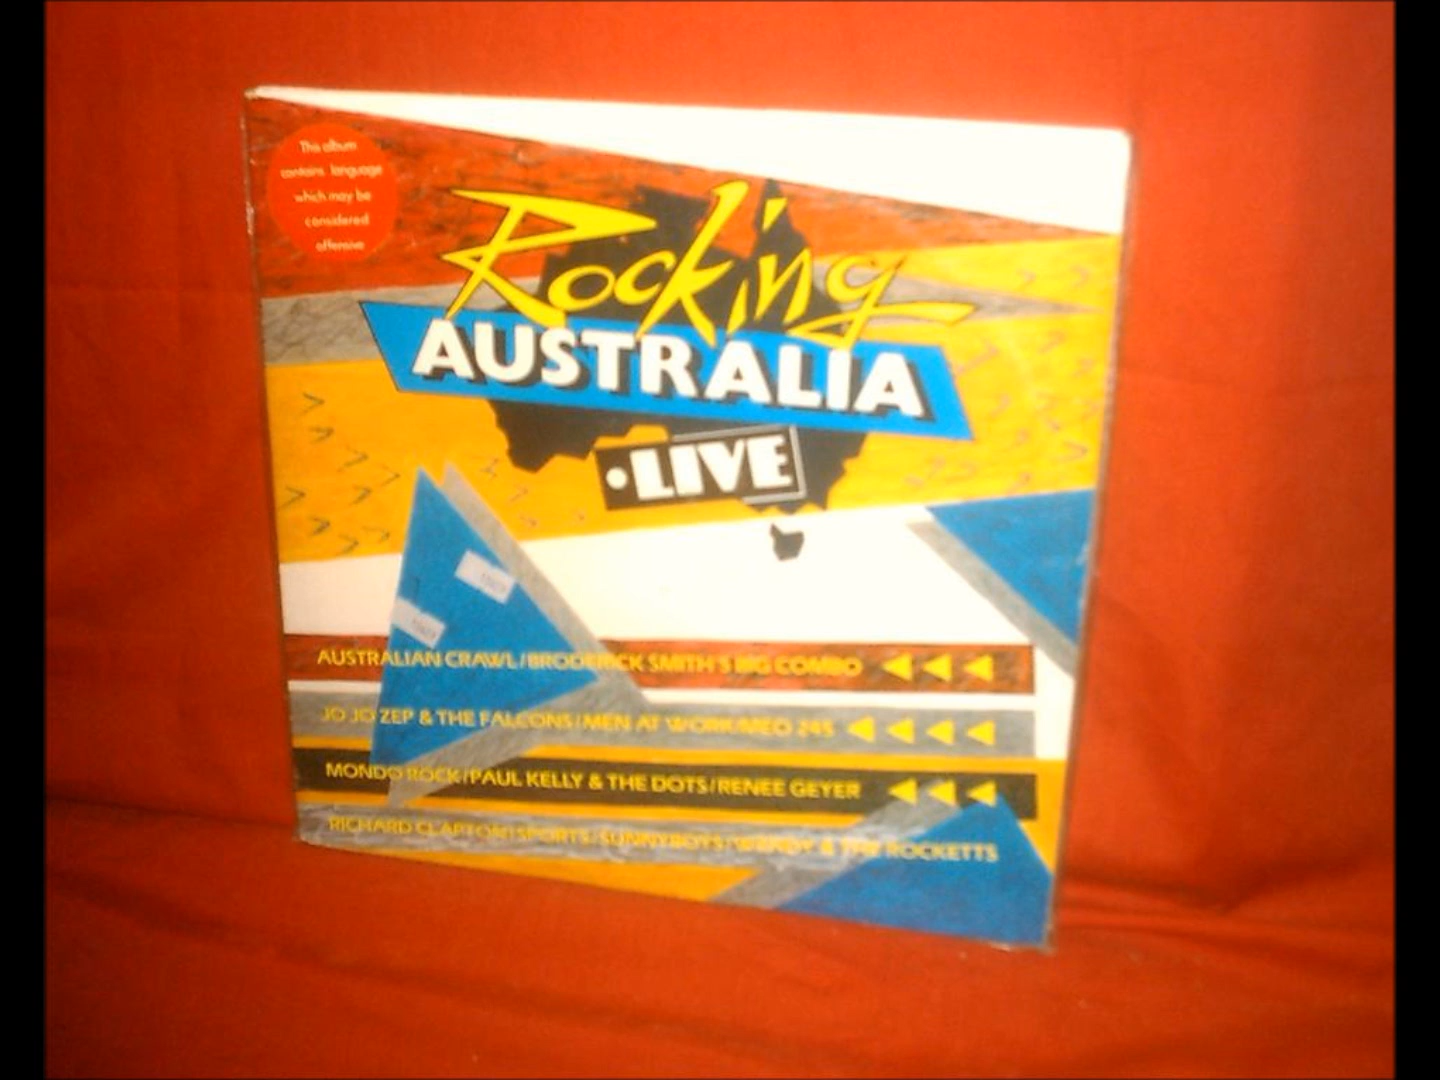 This album
contains language
which may be
considered
offensive
Rocking
AUSTRALIA
•LIVE
AUSTRALIAN CRAWL/BRODERICK SMITH'S BIG COMBO
JO JO ZEP & THE FALCONS/MEN AT WORK/MEO 245
MONDO ROCK/PAUL KELLY & THE DOTS/RENEE GEYER
RICHARD CLAPTON/SPORTS/SUNNYBOYS/WENDY & THE ROCKETTS